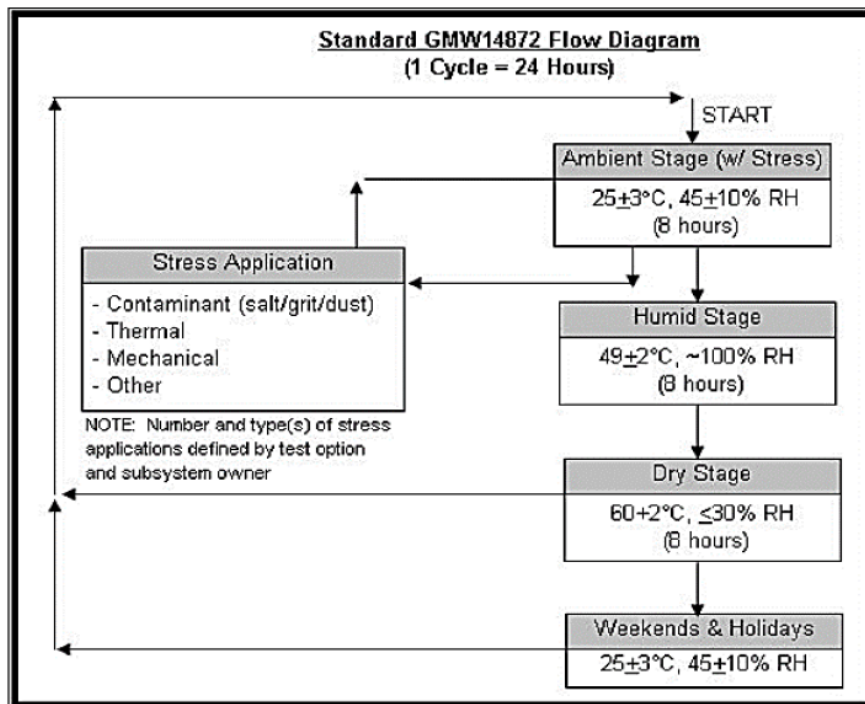 Standard GMW14872 Flow Diagram
(1 Cycle = 24 Hours)
START
Ambient Stage (w/ Stress)
25±3°C, 45±10% RH
(8 hours)
Stress Application
- Contaminant (salt/grit/dust)
- Thermal
- Mechanical
- Other
NOTE: Number and type(s) of stress
applications defined by test option
and subsystem owner
Humid Stage
49±2°C, ~100% RH
(8 hours)
Dry Stage
60+2°C, ≤30% RH
(8 hours)
Weekends & Holidays
25±3°C, 45±10% RH